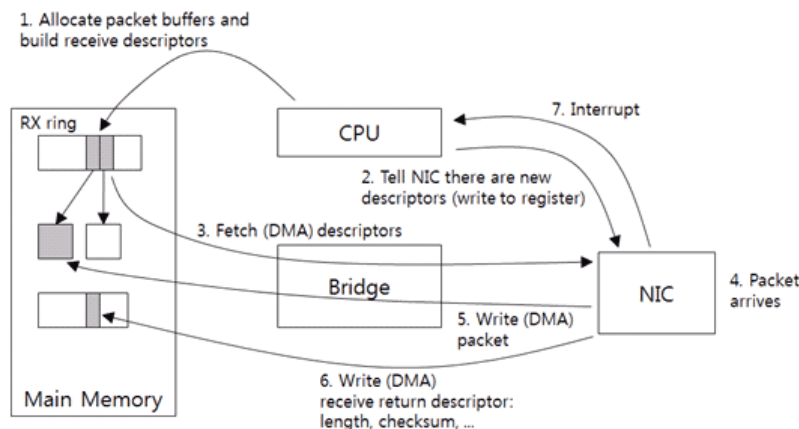 1. Allocate packet buffers and
build receive descriptors
RX ring
CPU
7. Interrupt
2. Tell NIC there are new
descriptors (write to register)
3. Fetch (DMA) descriptors
Bridge
NIC
4. Packet
arrives
5. Write (DMA)
packet
6. Write (DMA)
receive return descriptor:
length, checksum, ...
Main Memory